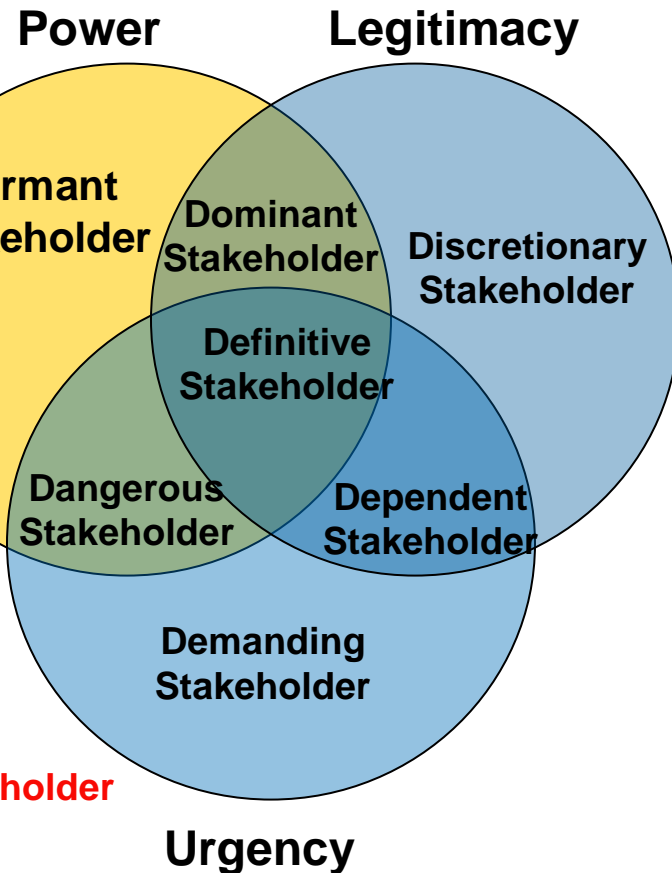 Power
Legitimacy
rmant
eholder
Dominant
Stakeholder
Discretionary
Stakeholder
Definitive
Stakeholder
Dangerous
Stakeholder
Dependent
Stakeholder
Demanding
Stakeholder
holder
Urgency